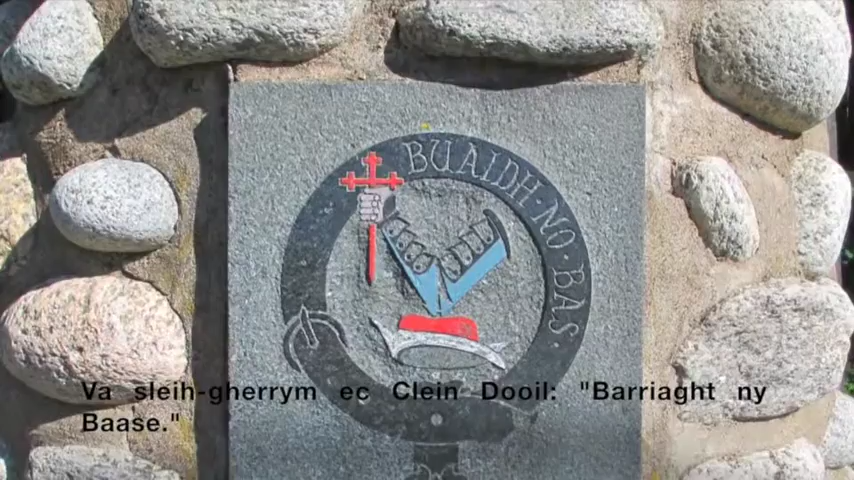 BUAIDH · NO · BAS ·
Va sleih-gherrym ec Clein Dooil: "Barriaght ny
Baase."